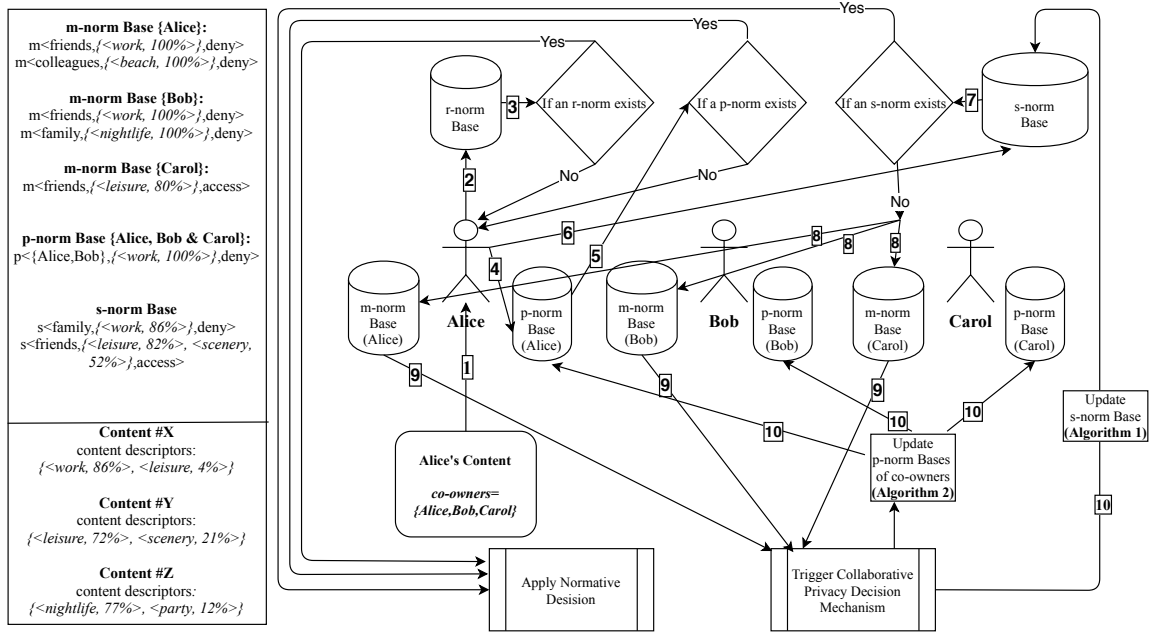 m-norm Base {Alice}:
m<friends,{<work, 100%>},deny>
m<colleagues,{<beach, 100%>},deny>
m-norm Base {Bob}:
m<friends,{<work, 100%>},deny>
m<family,{<nightlife, 100%>},deny>
m-norm Base {Carol}:
m<friends,{<leisure, 80%>},access>
p-norm Base {Alice, Bob & Carol}:
p<{Alice,Bob},{<work, 100%>},deny>
s-norm Base
s<family,{<work, 86%>},deny>
s<friends,{<leisure, 82%>, <scenery,
52%>},access>
Content #X
content descriptors:
{<work, 86%>, <leisure, 4%>}
Content #Y
content descriptors:
{<leisure, 72%>, <scenery, 21%>}
Content #Z
content descriptors:
{<nightlife, 77%>, <party, 12%>}
Yes
Yes
Yes
r-norm
Base
3
If an r-norm exists
If a p-norm exists
If an s-norm exists
7
s-norm
Base
2
No
No
No
6
5
4
8
8
8
m-norm
Base
(Alice)
Alice
p-norm
Base
(Alice)
m-norm
Base
(Bob)
Bob
p-norm
Base
(Bob)
m-norm
Base
(Carol)
Carol
p-norm
Base
(Carol)
1
9
9
9
10
10
10
10
Update
s-norm Base
(Algorithm 1)
Update
p-norm Bases
of co-owners
(Algorithm 2)
Alice's Content
co-owners=
{Alice,Bob,Carol}
Apply Normative
Desision
Trigger Collaborative
Privacy Decision
Mechanism